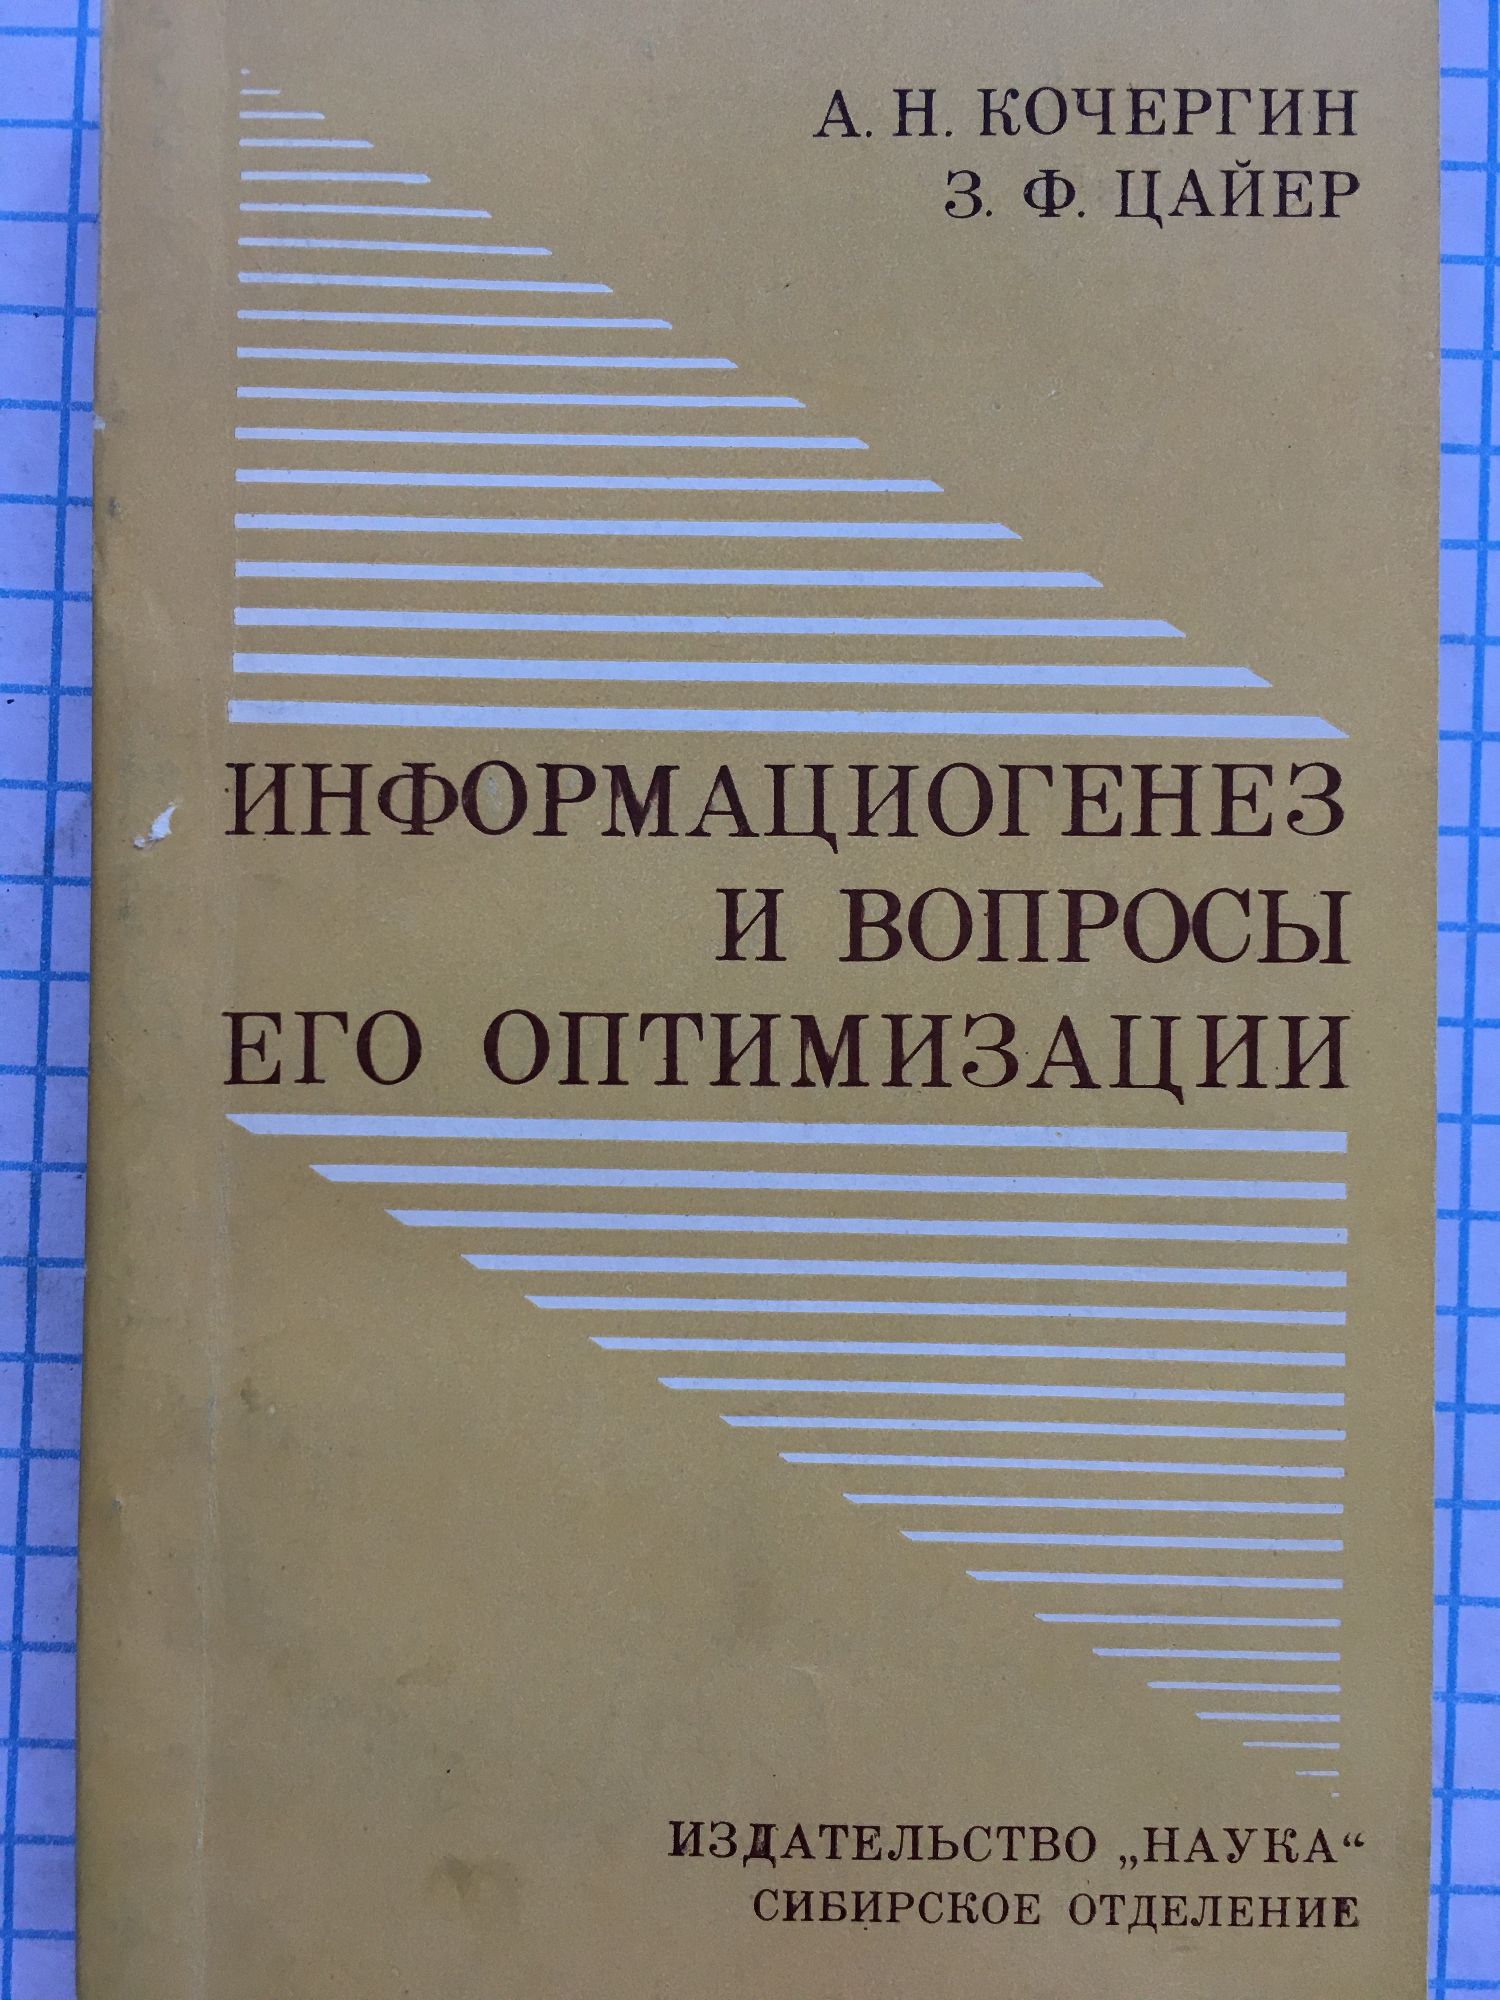 А. Н. КОЧЕРГИН
З. Ф. ЦАЙЕР
ИНФОРМАЦИОГЕНЕЗ
И ВОПРОСЫ
ЕГО ОПТИМИЗАЦИИ
ИЗДАТЕЛЬСТВО „НАУКА“
СИБИРСКОЕ ОТДЕЛЕНИЕ